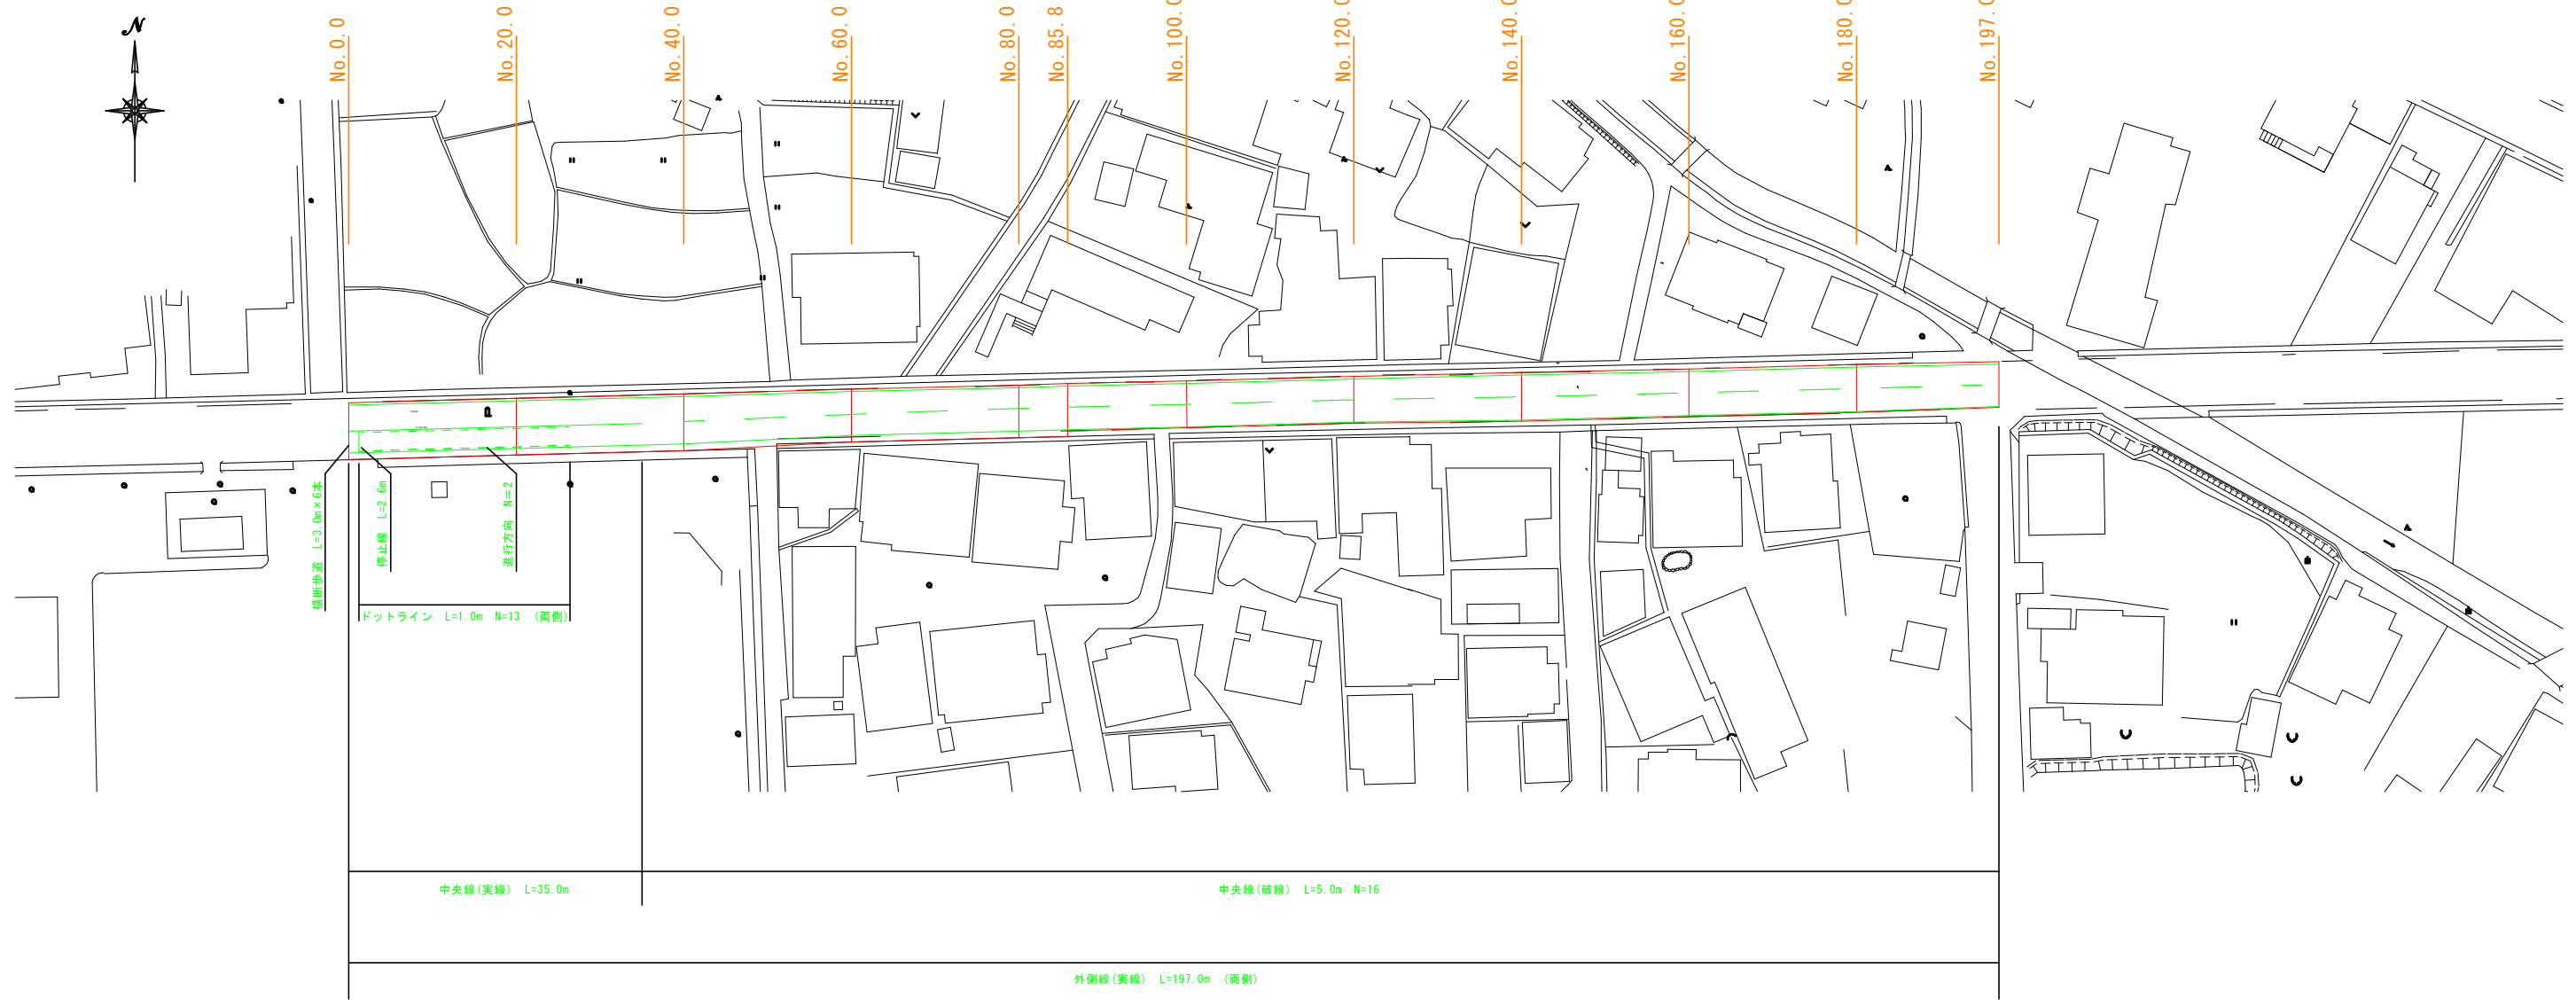 N
No.0.0
No.20.0
No.40.0
No.60.0
No.80.0
No.85.8
No.100.0
No.120.0
No.140.0
No.160.0
No.180.0
No.197.0
横断歩道 L=3.0m×6本
停止線 L=2.6m
進行方向 N=2
ドットライン L=1.0m N=13 (両側)
中央線(実線) L=35.0m
中央線(破線) L=5.0m N=16
外側線(実線) L=197.0m (両側)